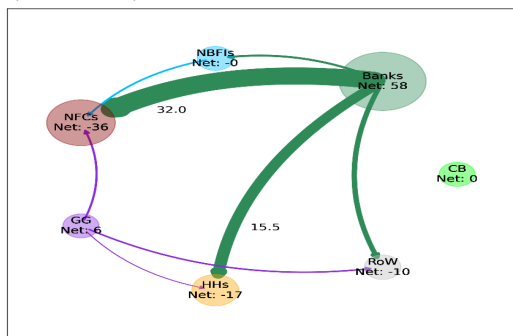 NBFIs
Net: -0
Banks
Net: 58
NFCs
Net: -36
32.0
CB
Net: 0
GG
Net: 6
15.5
RoW
Net: -10
HHs
Net: -17